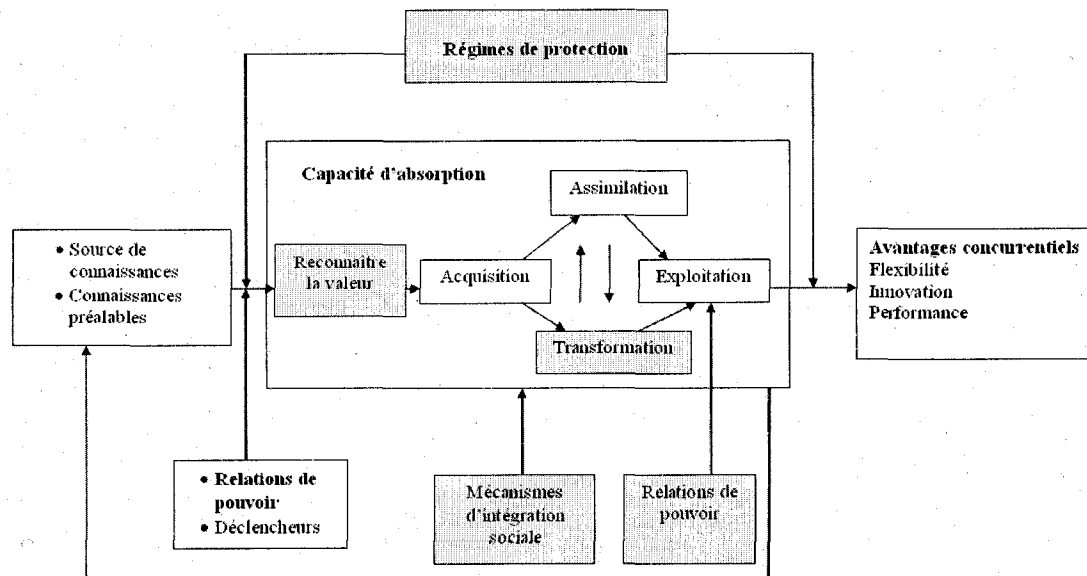 Régimes de protection
Capacité d'absorption
Assimilation
• Source de
connaissances
• Connaissances
préalables
Reconnaitre
la valeur
Acquisition
Exploitation
Transformation
Avantages concurrentiels
Flexibilité
Innovation
Performance
• Relations de
pouvoir
• Déclencheurs
Mécanismes
d'intégration
sociale
Relations de
pouvoir